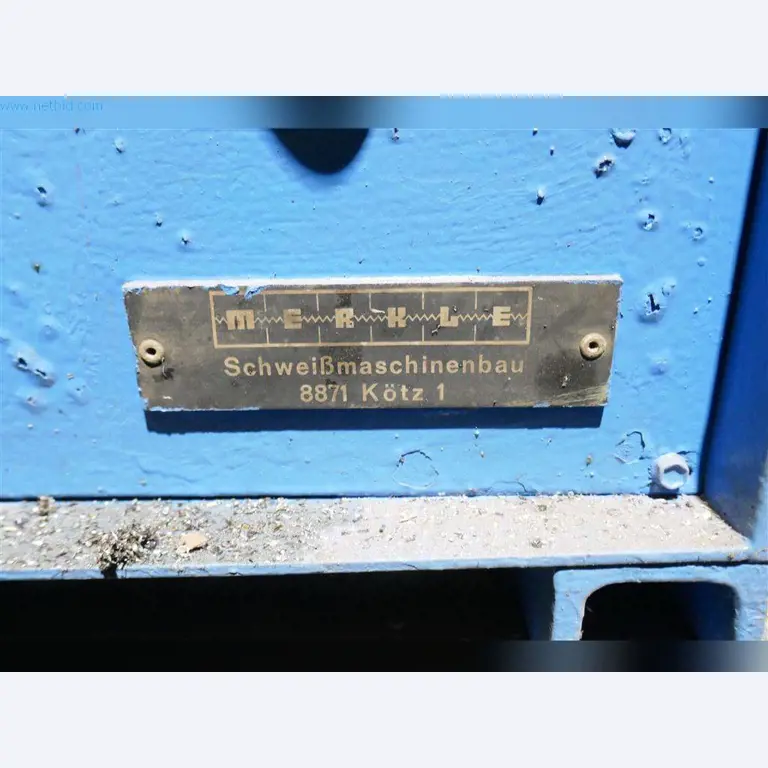 www.netbid.com
MERKLE
Schweißmaschinenbau
8871 Kötz 1